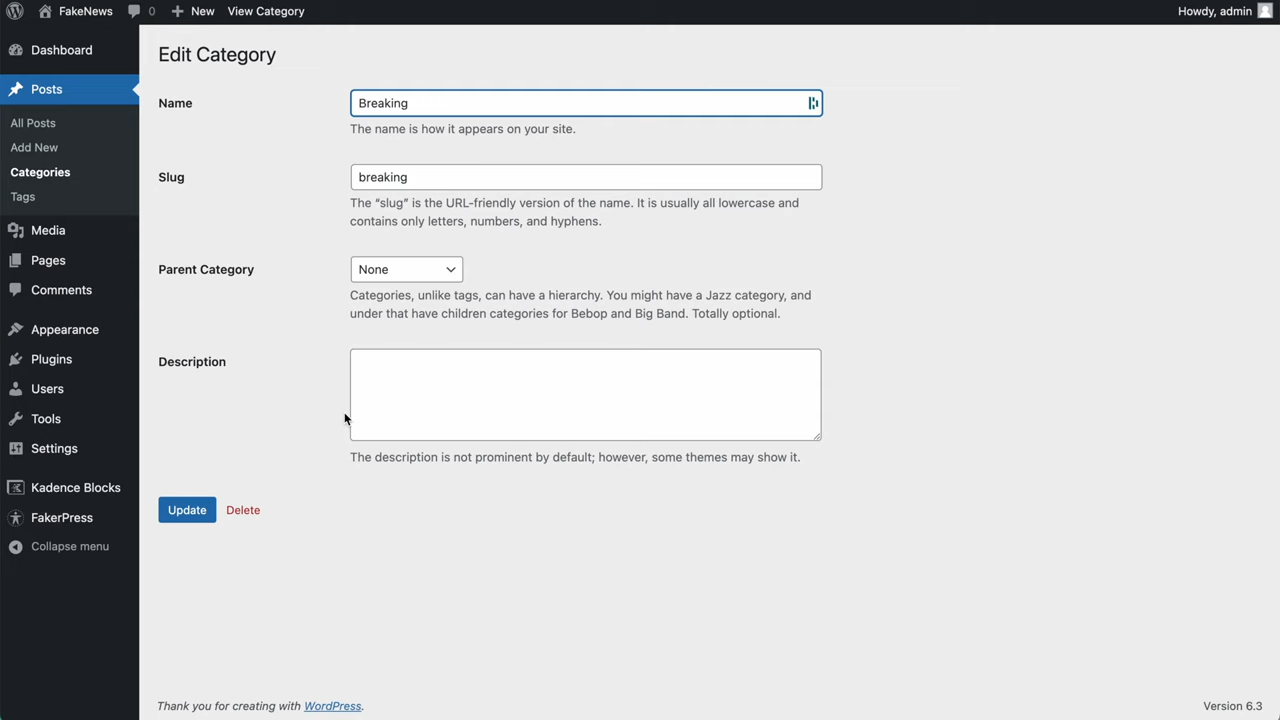 FakeNews 0 New View Category Howdy, admin
Dashboard
Posts
All Posts
Add New
Categories
Tags
Media
Pages
Comments
Appearance
Plugins
Users
Tools
Settings
Kadence Blocks
FakerPress
Collapse menu
Edit Category
Name
Breaking
The name is how it appears on your site.
Slug
breaking
The “slug” is the URL-friendly version of the name. It is usually all lowercase and
contains only letters, numbers, and hyphens.
Parent Category
None
Categories, unlike tags, can have a hierarchy. You might have a Jazz category, and
under that have children categories for Bebop and Big Band. Totally optional.
Description
The description is not prominent by default; however, some themes may show it.
Update Delete
Thank you for creating with WordPress. Version 6.3